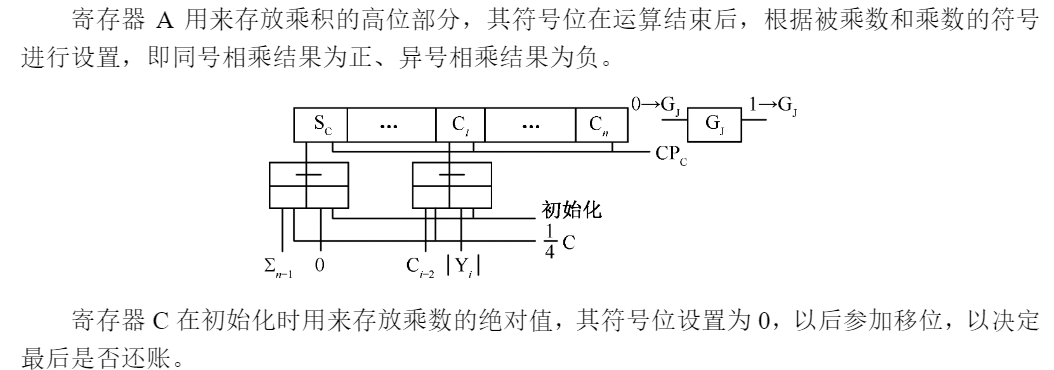 寄存器 A 用来存放乘积的高位部分，其符号位在运算结束后，根据被乘数和乘数的符号
进行设置，即同号相乘结果为正、异号相乘结果为负。
0→G_J 1→G_J
S_C … C_i … C_n G_J
CP_C
初始化
1/4 C
Σ_{n-1} 0 C_{i-2} |Y_i|
寄存器 C 在初始化时用来存放乘数的绝对值，其符号位设置为 0，以后参加移位，以决定
最后是否还账。